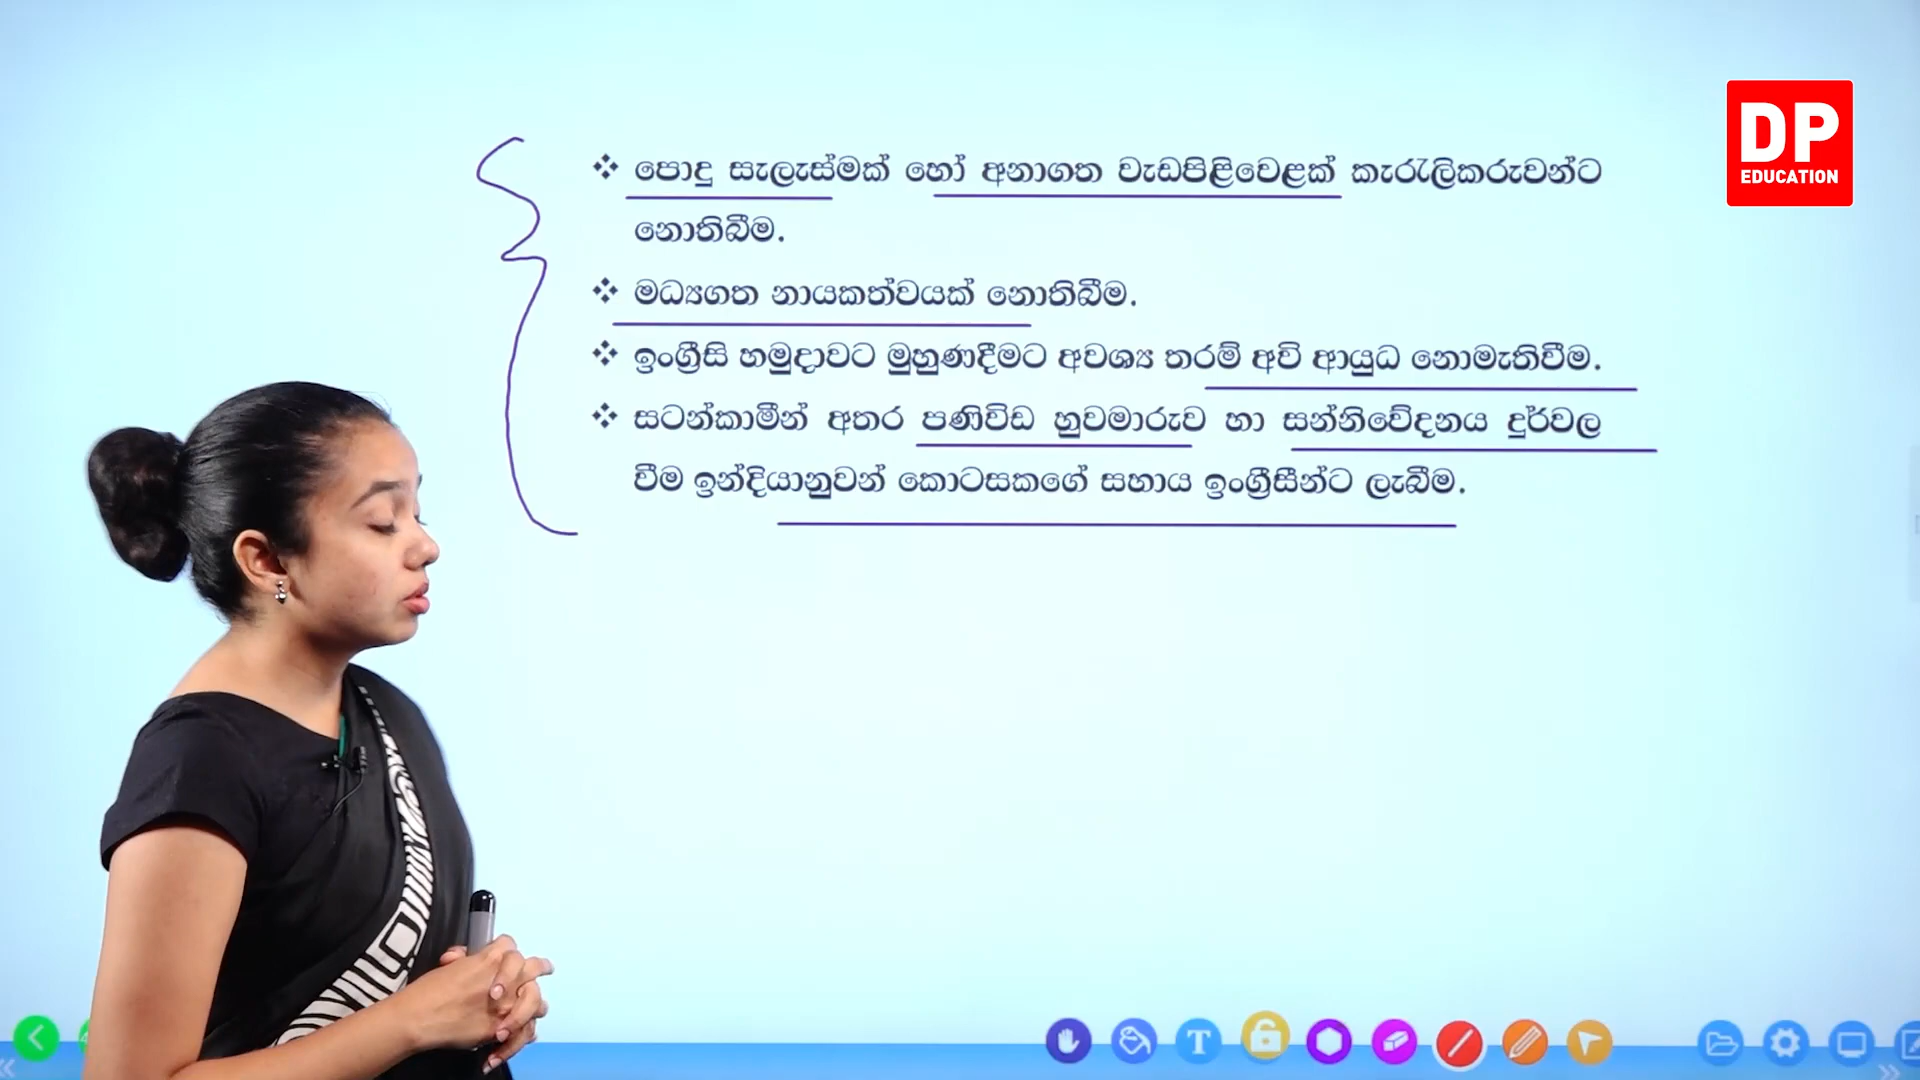 DP
EDUCATION
❖ පොදු සැලැස්මක් හෝ අනාගත වැඩපිළිවෙළක් කැරැලිකරුවන්ට
නොතිබීම.
❖ මධ්‍යගත නායකත්වයක් නොතිබීම.
❖ ඉංග්‍රීසි හමුදාවට මුහුණදීමට අවශ්‍ය තරම් අවි ආයුධ නොමැතිවීම.
❖ සටන්කාමීන් අතර පණිවිඩ හුවමාරුව හා සන්නිවේදනය දුර්වල
වීම ඉන්දියානුවන් කොටසකගේ සහාය ඉංග්‍රීසීන්ට ලැබීම.
T